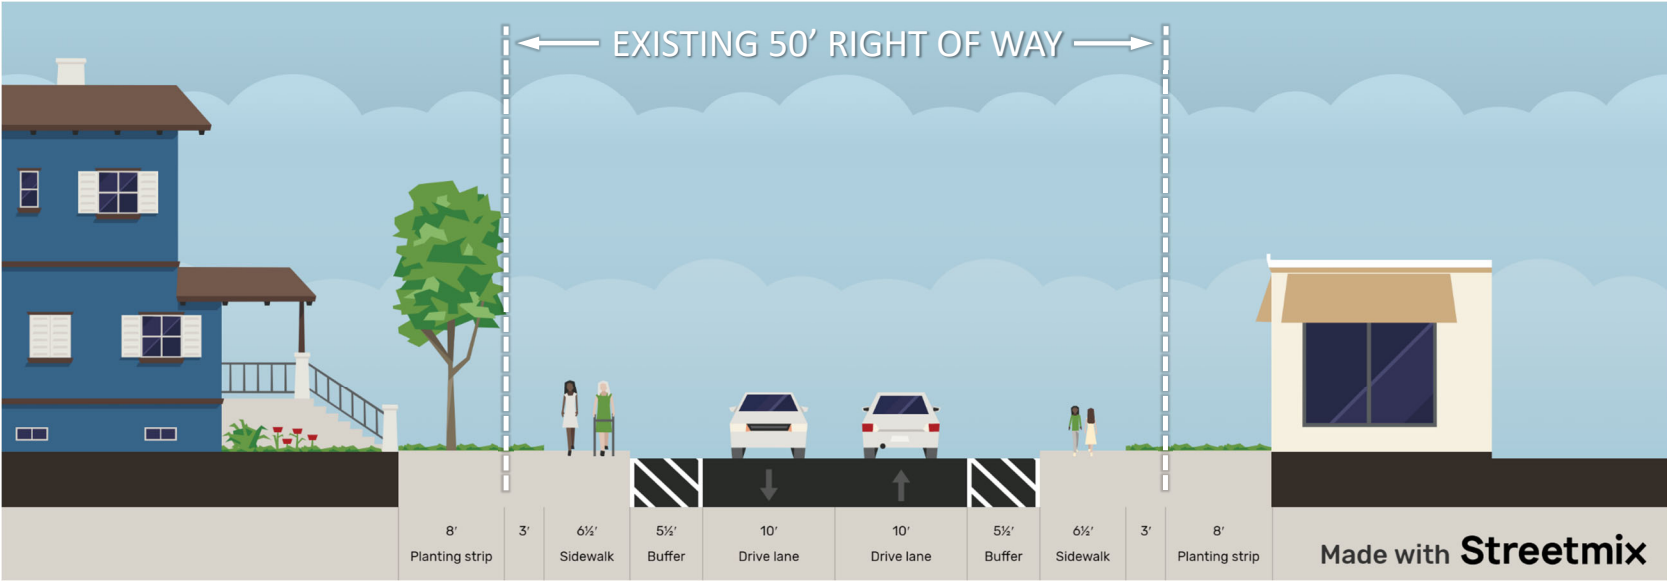 EXISTING 50’ RIGHT OF WAY
8′ 3′ 6½′ 5½′ 10′ 10′ 5½′ 6½′ 3′ 8′
Planting strip Sidewalk Buffer Drive lane Drive lane Buffer Sidewalk Planting strip
Made with Streetmix